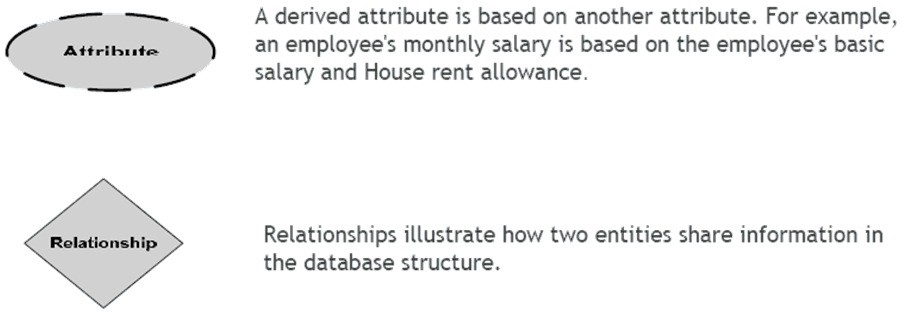 Attribute
A derived attribute is based on another attribute. For example,
an employee's monthly salary is based on the employee's basic
salary and House rent allowance.
Relationship
Relationships illustrate how two entities share information in
the database structure.